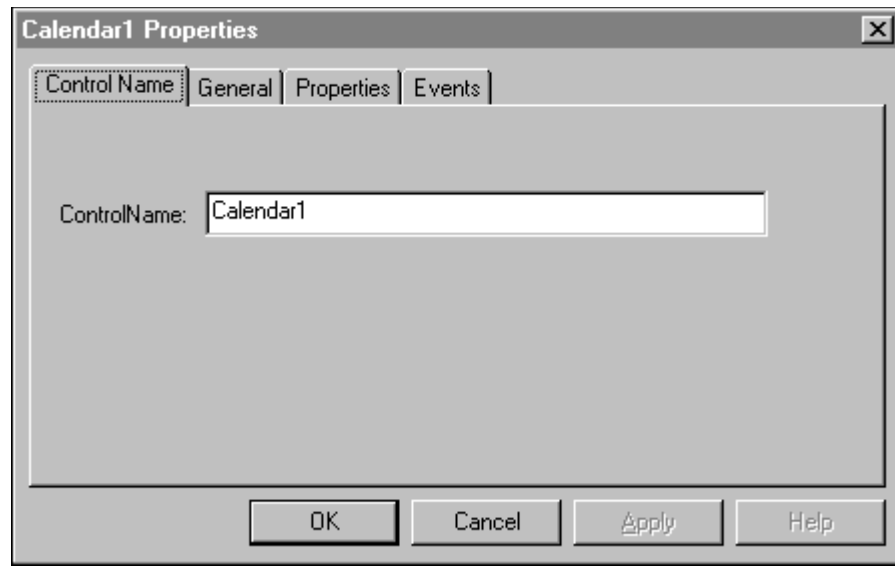 Calendar1 Properties
Control Name General Properties Events
ControlName: Calendar1
OK Cancel Apply Help